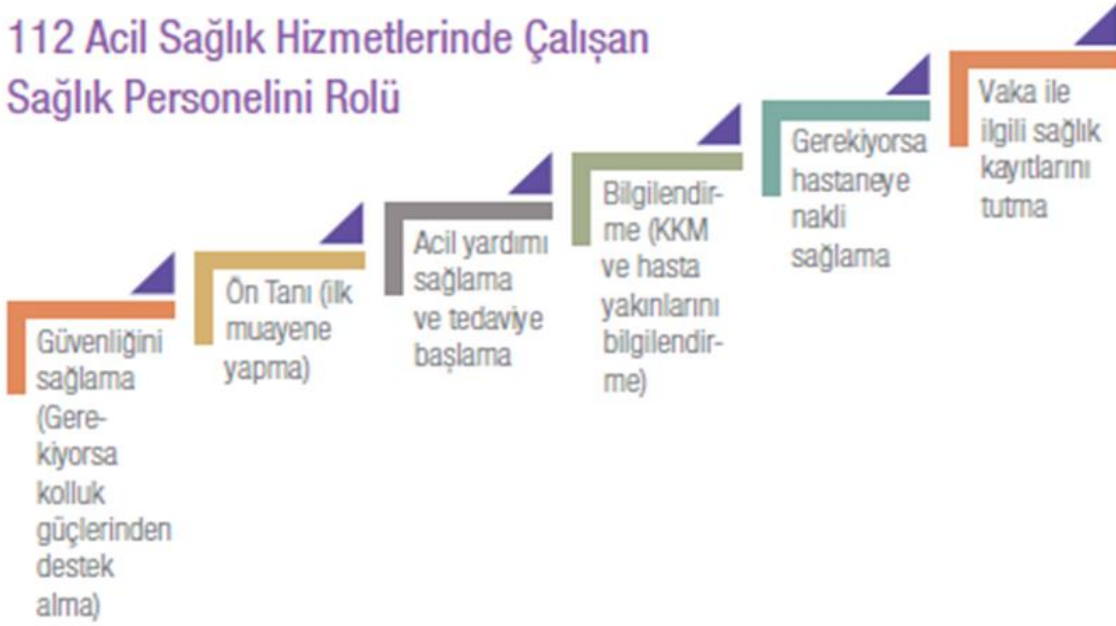 112 Acil Sağlık Hizmetlerinde Çalışan
Sağlık Personelini Rolü
Güvenliğini
sağlama
(Gere-
kiyorsa
kolluk
güçlerinden
destek
alma)
Ön Tanı (ilk
muayene
yapma)
Acil yardımı
sağlama
ve tedaviye
başlama
Bilgilendir-
me (KKM
ve hasta
yakınlarını
bilgilendir-
me)
Gerekiyorsa
hastaneye
nakli
sağlama
Vaka ile
ilgili sağlık
kayıtlarını
tutma